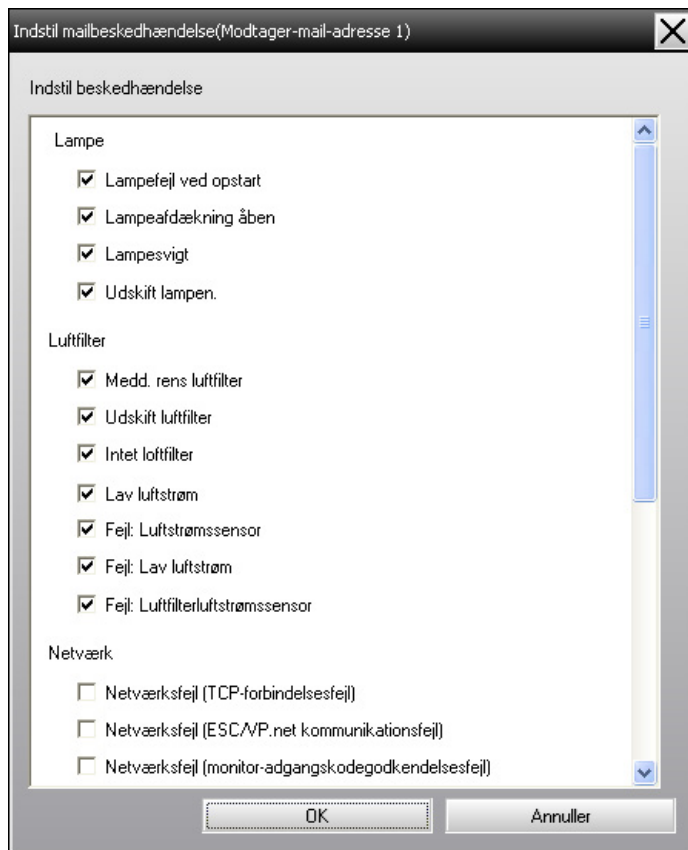 Indstil mailbeskedhændelse(Modtager-mail-adresse 1)
Indstil beskedhændelse
Lampe
Lampefejl ved opstart
Lampeafdækning åben
Lampesvigt
Udskift lampen.
Luftfilter
Medd. rens luftfilter
Udskift luftfilter
Intet loftfilter
Lav luftstrøm
Fejl: Luftstrømssensor
Fejl: Lav luftstrøm
Fejl: Luftfilterluftstrømssensor
Netværk
Netværksfejl (TCP-forbindelsesfejl)
Netværksfejl (ESC/VP.net kommunikationsfejl)
Netværksfejl (monitor-adgangskodegodkendelsesfejl)
OK
Annuller